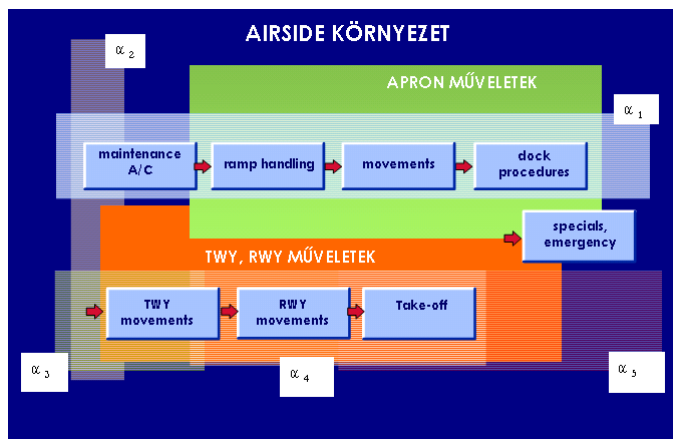 AIRSIDE KÖRNYEZET
α 2
APRON MŰVELETEK
α 1
maintenance
A/C
ramp handling
movements
dock
procedures
specials,
emergency
TWY, RWY MŰVELETEK
TWY
movements
RWY
movements
Take-off
α 3
α 4
α 5